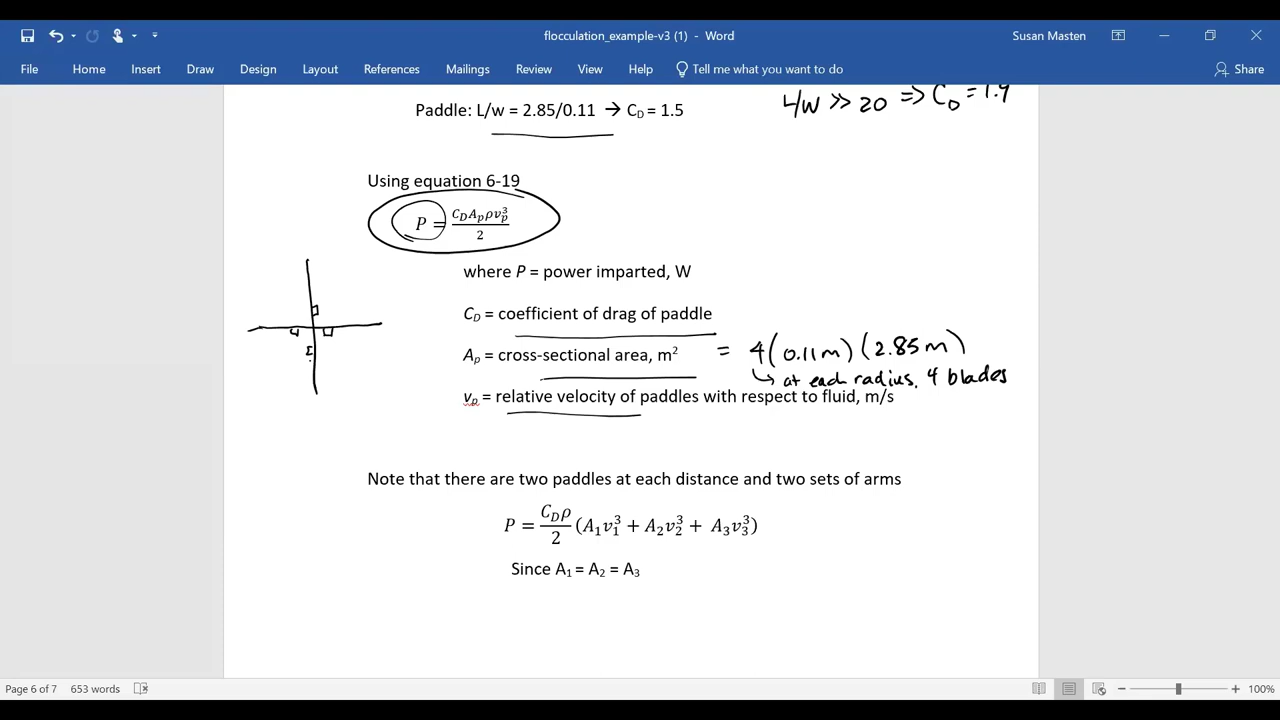 flocculation_example-v3 (1) - Word
Susan Masten
File Home Insert Draw Design Layout References Mailings Review View Help Tell me what you want to do Share
Paddle: L/w = 2.85/0.11 → C_D = 1.5
L/W >> 20 => C_D = 1.9
Using equation 6-19
P = C_D A_p ρ v_p^3 / 2
where P = power imparted, W
C_D = coefficient of drag of paddle
A_p = cross-sectional area, m² = 4(0.11m)(2.85m)
↳ at each radius, 4 blades
v_p = relative velocity of paddles with respect to fluid, m/s
Note that there are two paddles at each distance and two sets of arms
P = C_D ρ / 2 (A_1 v_1^3 + A_2 v_2^3 + A_3 v_3^3)
Since A_1 = A_2 = A_3
Page 6 of 7 653 words 100%